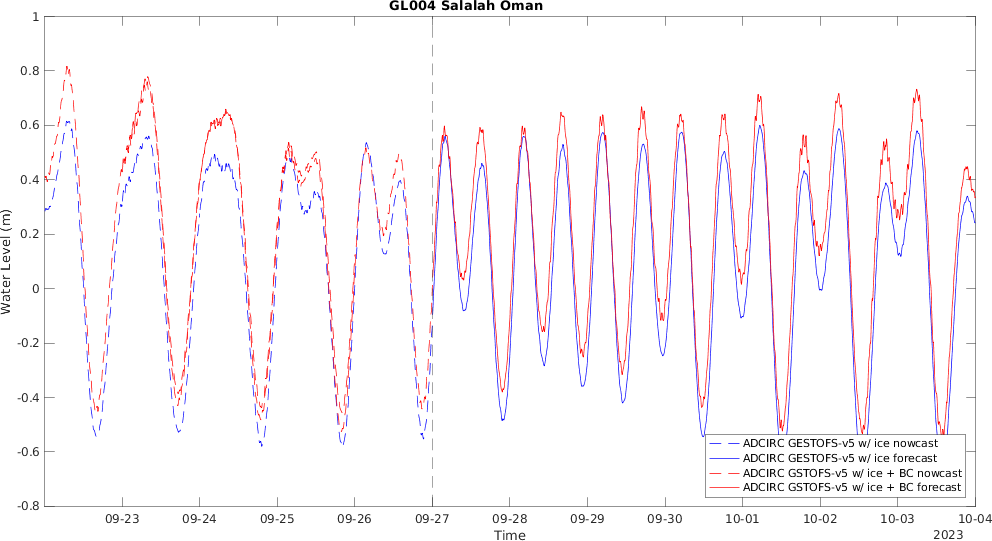 GL004 Salalah Oman
Water Level (m)
1
0.8
0.6
0.4
0.2
0
-0.2
-0.4
-0.6
-0.8
ADCIRC GESTOFS-v5 w/ ice nowcast
ADCIRC GESTOFS-v5 w/ ice forecast
ADCIRC GSTOFS-v5 w/ ice + BC nowcast
ADCIRC GSTOFS-v5 w/ ice + BC forecast
09-23 09-24 09-25 09-26 09-27 09-28 09-29 09-30 10-01 10-02 10-03 10-04
Time
2023